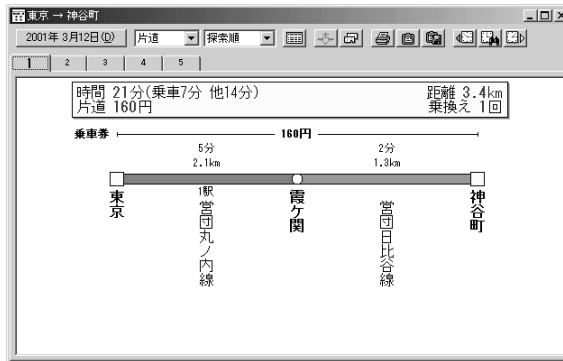 東京 → 神谷町
2001年 3月12日(D) 片道 探索順
1 2 3 4 5
時間 21分(乗車7分 他14分) 距離 3.4km
片道 160円 乗換え 1回
乗車券 160円
5分 2分
2.1km 1.3km
1駅
東京
営団丸ノ内線
霞ケ関
営団日比谷線
神谷町